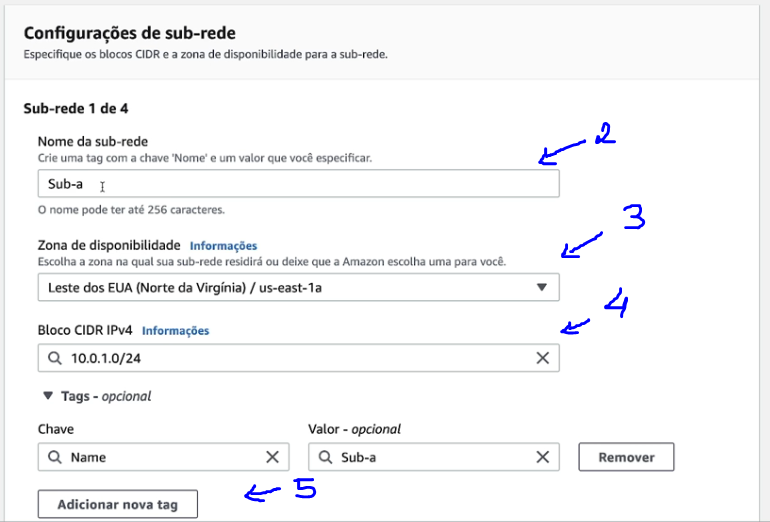 Configurações de sub-rede
Especifique os blocos CIDR e a zona de disponibilidade para a sub-rede.
Sub-rede 1 de 4
Nome da sub-rede
Crie uma tag com a chave 'Nome' e um valor que você especificar.
2
Sub-a
O nome pode ter até 256 caracteres.
Zona de disponibilidade Informações
3
Escolha a zona na qual sua sub-rede residirá ou deixe que a Amazon escolha uma para você.
Leste dos EUA (Norte da Virgínia) / us-east-1a
Bloco CIDR IPv4 Informações
4
10.0.1.0/24
Tags - opcional
Chave Valor - opcional
Name Sub-a Remover
Adicionar nova tag 5